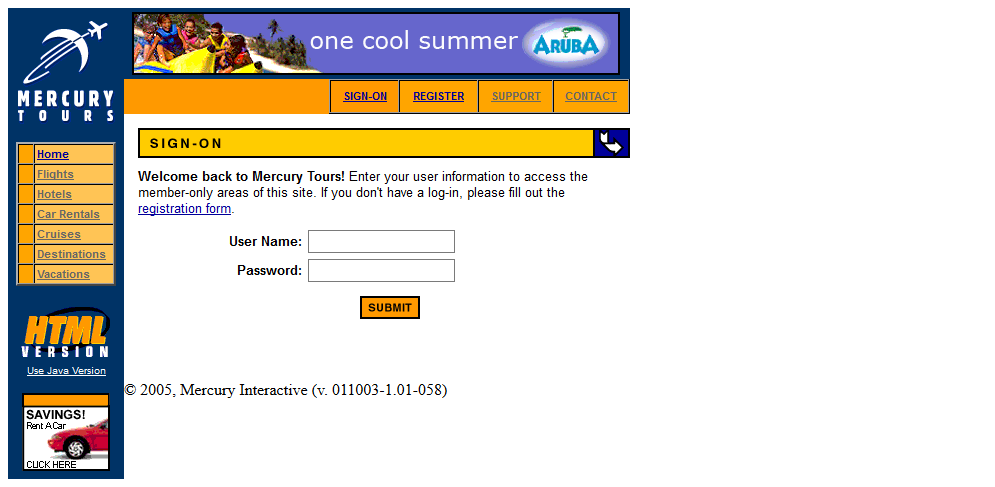 MERCURY
TOURS
one cool summer
ARUBA
SIGN-ON
REGISTER
SUPPORT
CONTACT
Home
Flights
Hotels
Car Rentals
Cruises
Destinations
Vacations
HTML
VERSION
Use Java Version
SAVINGS!
Rent A Car
CLICK HERE
SIGN-ON
Welcome back to Mercury Tours! Enter your user information to access the
member-only areas of this site. If you don't have a log-in, please fill out the
registration form.
User Name:
Password:
SUBMIT
© 2005, Mercury Interactive (v. 011003-1.01-058)